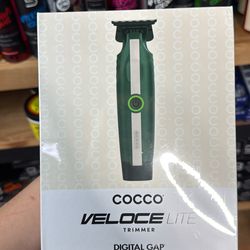 COCCO
VELOCE LITE
TRIMMER
DIGITAL GAP